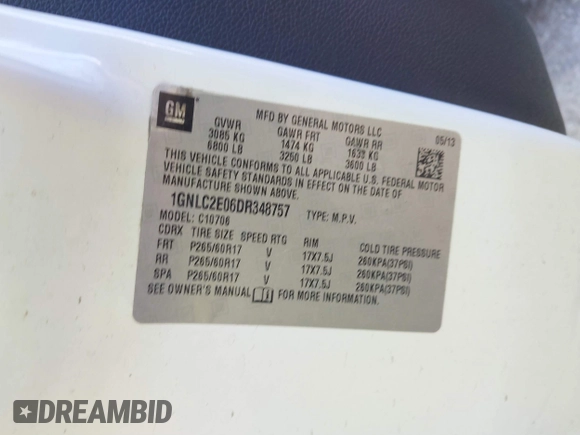 GM
MFD BY GENERAL MOTORS LLC
05/13
GVWR GAWR FRT GAWR RR
3085 KG 1474 KG 1633 KG
6800 LB 3250 LB 3600 LB
THIS VEHICLE CONFORMS TO ALL APPLICABLE U.S. FEDERAL MOTOR
VEHICLE SAFETY STANDARDS IN EFFECT ON THE DATE OF
MANUFACTURE SHOWN ABOVE.
1GNLC2E06DR348757 TYPE: M.P.V.
MODEL: C10706
CDRX TIRE SIZE SPEED RTG RIM COLD TIRE PRESSURE
FRT P265/60R17 V 17X7.5J 260KPA(37PSI)
RR P265/60R17 V 17X7.5J 260KPA(37PSI)
SPA P265/60R17 V 17X7.5J 260KPA(37PSI)
SEE OWNER'S MANUAL FOR MORE INFORMATION.
DREAMBID